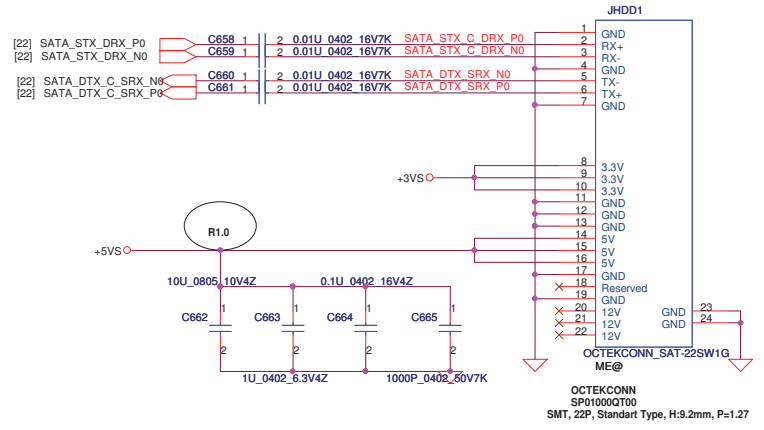 JHDD1
[22] SATA_STX_DRX_P0 C658 1 2 0.01U_0402_16V7K SATA_STX_C_DRX_P0
[22] SATA_STX_DRX_N0 C659 1 2 0.01U_0402_16V7K SATA_STX_C_DRX_N0
[22] SATA_DTX_C_SRX_N0 C660 1 2 0.01U_0402_16V7K SATA_DTX_SRX_N0
[22] SATA_DTX_C_SRX_P0 C661 1 2 0.01U_0402_16V7K SATA_DTX_SRX_P0
1 GND
2 RX+
3 RX-
4 GND
5 TX-
6 TX+
7 GND
8 3.3V
+3VS 9 3.3V
10 3.3V
11 GND
12 GND
13 GND
R1.0
14 5V
+5VS 15 5V
16 5V
17 GND
18 Reserved
19 GND
20 12V GND 23
21 12V GND 24
22 12V
10U_0805_10V4Z 0.1U_0402_16V4Z
1 1 1 1
C662 C663 C664 C665
2 2 2 2
1U_0402_6.3V4Z 1000P_0402_50V7K
OCTEKCONN_SAT-22SW1G
ME@
OCTEKCONN
SP01000QT00
SMT, 22P, Standart Type, H:9.2mm, P=1.27